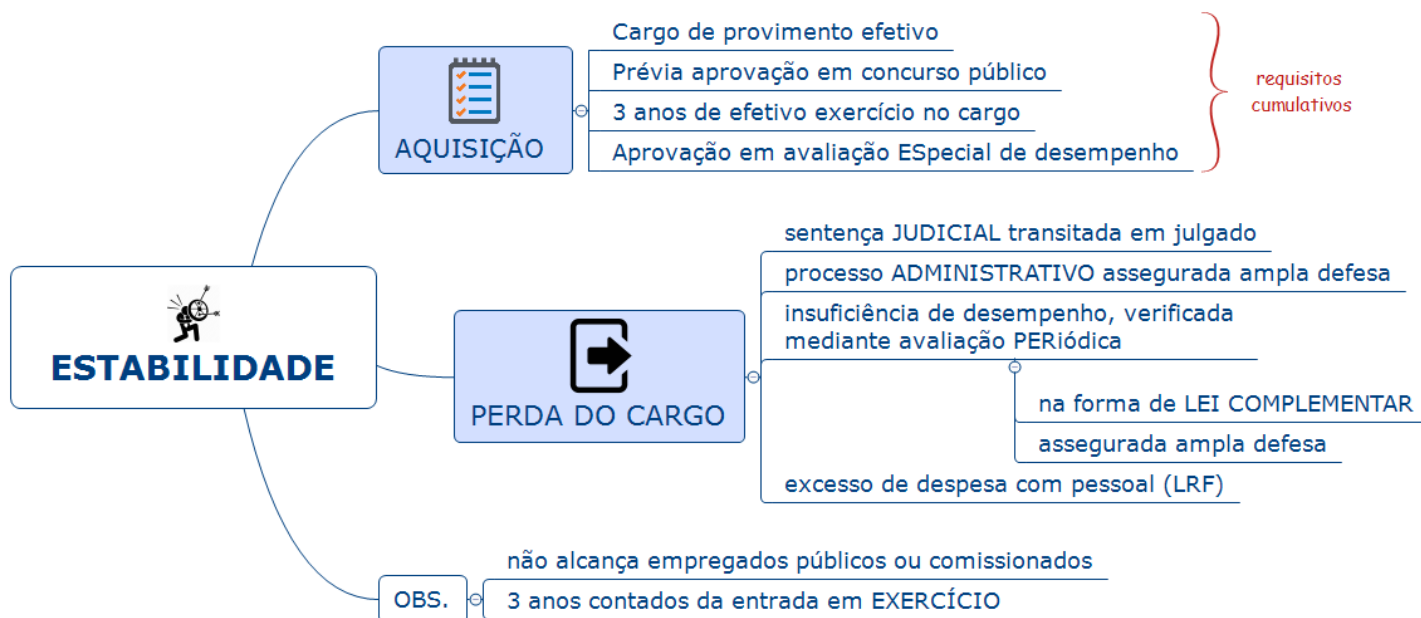 ESTABILIDADE
AQUISIÇÃO
Cargo de provimento efetivo
Prévia aprovação em concurso público
3 anos de efetivo exercício no cargo
Aprovação em avaliação ESpecial de desempenho
requisitos
cumulativos
PERDA DO CARGO
sentença JUDICIAL transitada em julgado
processo ADMINISTRATIVO assegurada ampla defesa
insuficiência de desempenho, verificada
mediante avaliação PERiódica
na forma de LEI COMPLEMENTAR
assegurada ampla defesa
excesso de despesa com pessoal (LRF)
OBS.
não alcança empregados públicos ou comissionados
3 anos contados da entrada em EXERCÍCIO